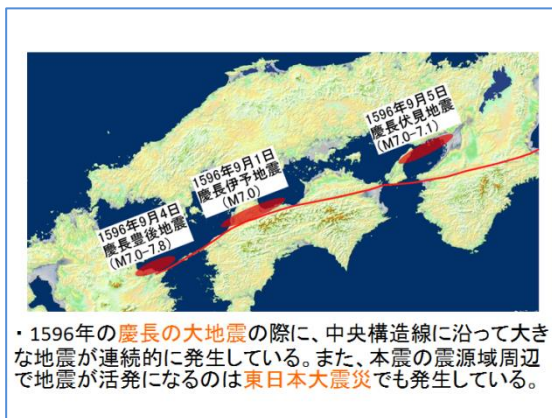 1596年9月5日
慶長伏見地震
(M7.0-7.1)
1596年9月1日
慶長伊予地震
(M7.0)
1596年9月4日
慶長豊後地震
(M7.0-7.8)
・1596年の慶長の大地震の際に、中央構造線に沿って大き
な地震が連続的に発生している。また、本震の震源域周辺
で地震が活発になるのは東日本大震災でも発生している。